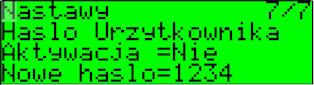 Nastawy 7/7
Haslo Urzytkownika
Aktywacja =Nie
Nowe haslo=1234